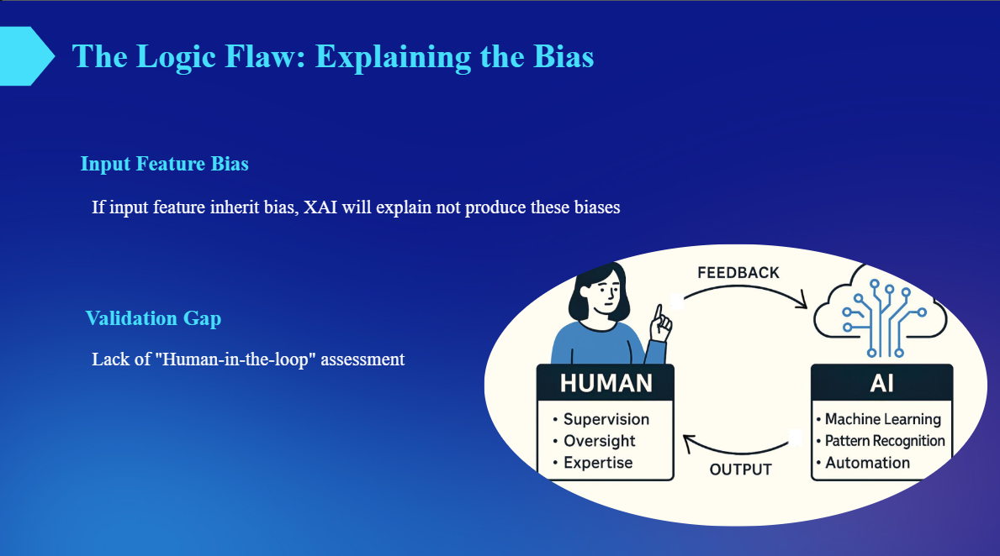 The Logic Flaw: Explaining the Bias
Input Feature Bias
If input feature inherit bias, XAI will explain not produce these biases
Validation Gap
Lack of "Human-in-the-loop" assessment
FEEDBACK
HUMAN
• Supervision
• Oversight
• Expertise
AI
• Machine Learning
• Pattern Recognition
• Automation
OUTPUT